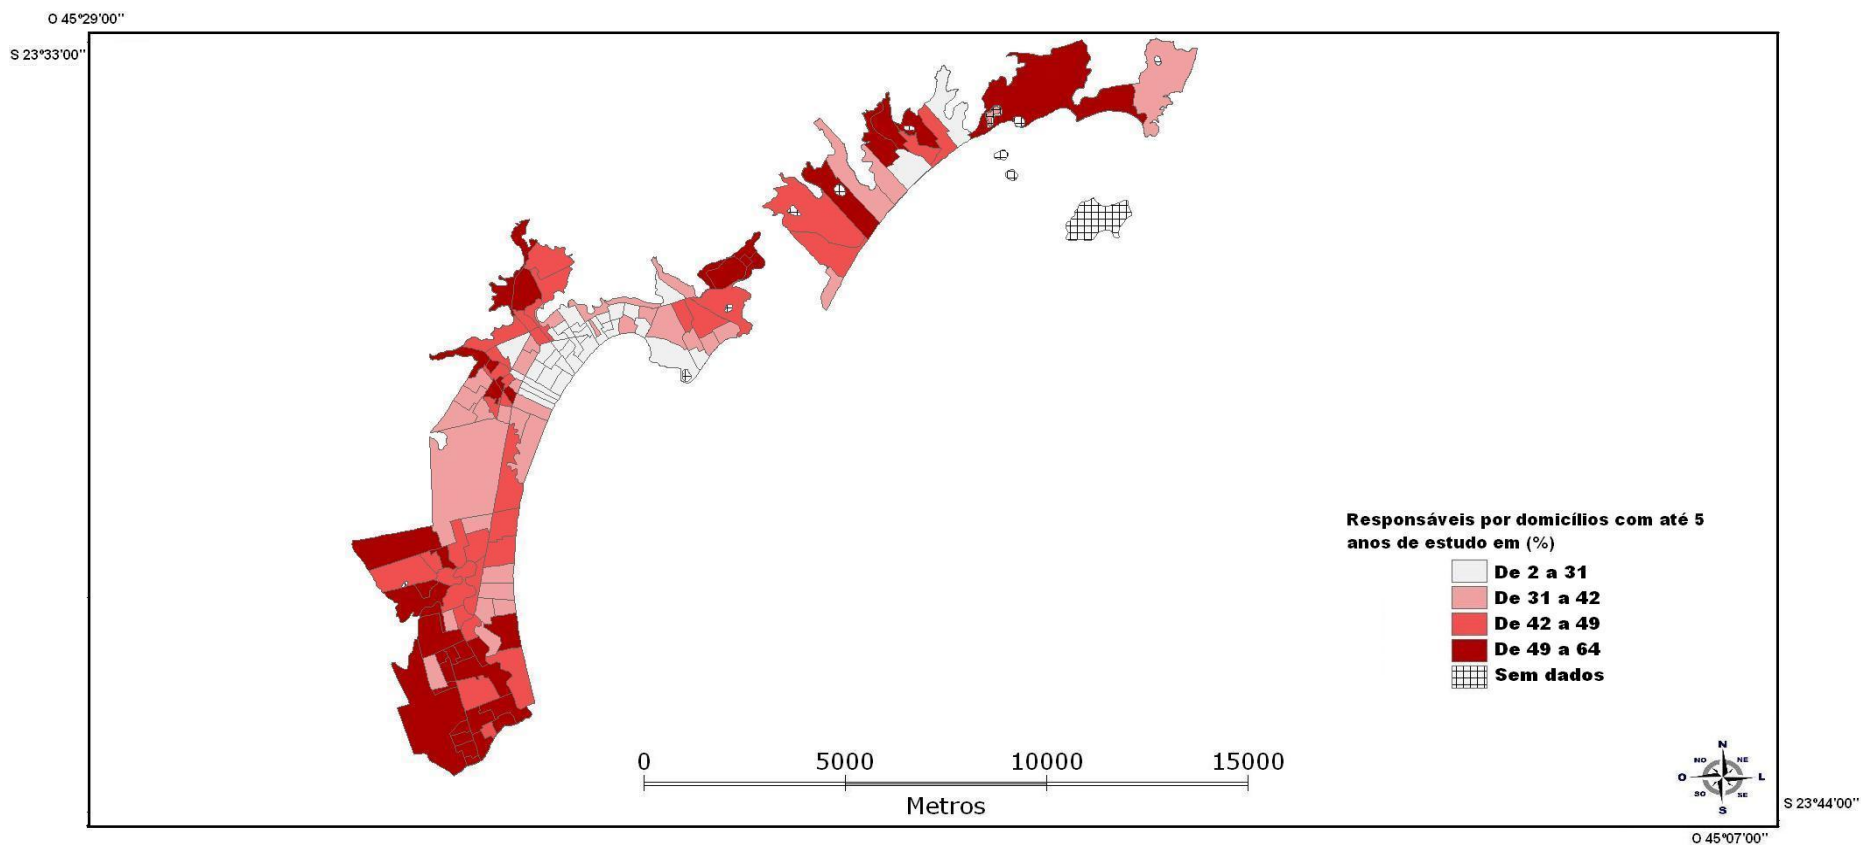 O 45º29'00''
S 23º33'00''
Responsáveis por domicílios com até 5
anos de estudo em (%)
De 2 a 31
De 31 a 42
De 42 a 49
De 49 a 64
Sem dados
0 5000 10000 15000
Metros
N
NO NE
O L
SO SE
S
S 23º44'00''
O 45º07'00''